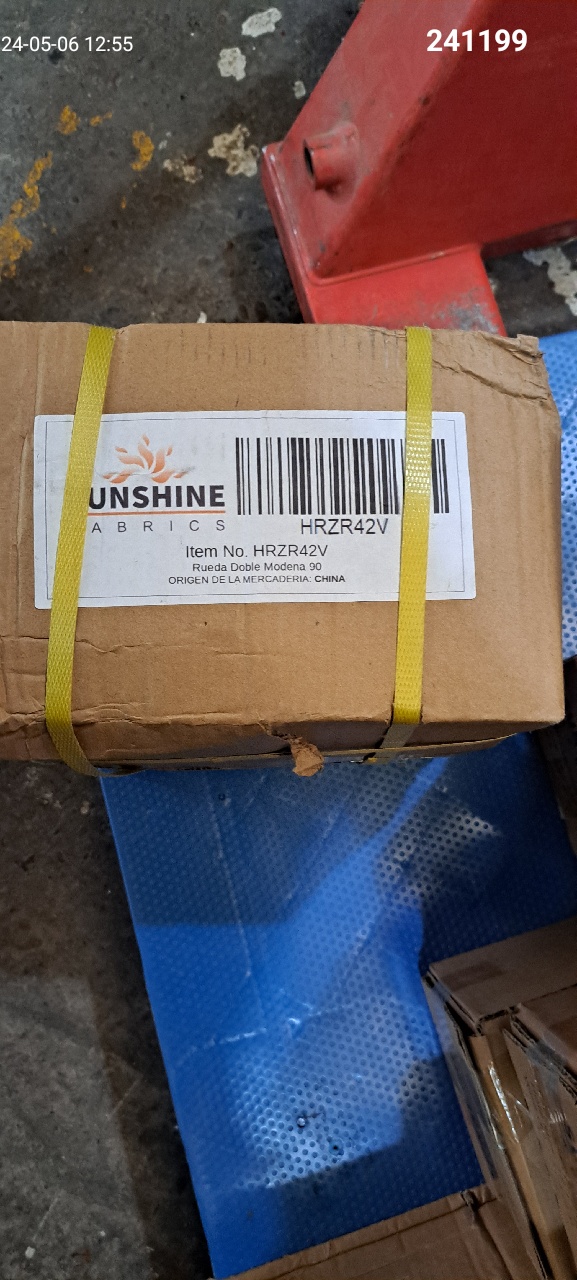 24-05-06 12:55
241199
UNSHINE
ABRICS
HRZR42V
Item No. HRZR42V
Rueda Doble Modena 90
ORIGEN DE LA MERCADERIA: CHINA